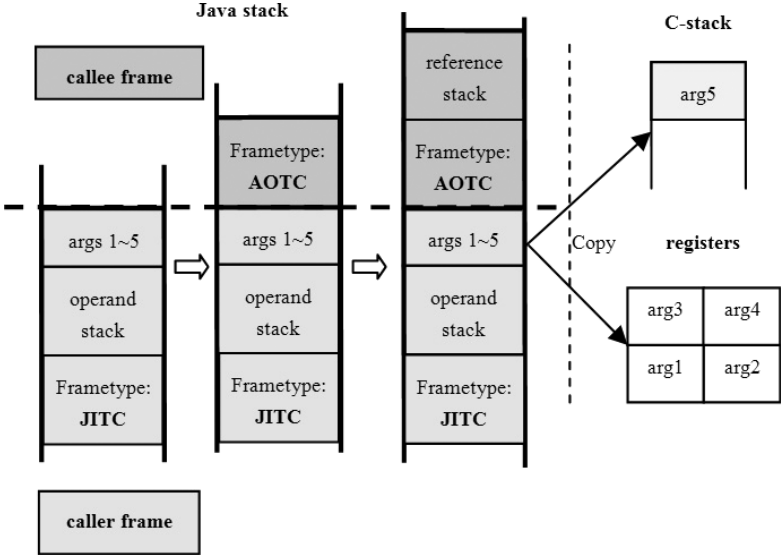 Java stack
C-stack
callee frame
reference
stack
arg5
Frametype:
AOTC
Frametype:
AOTC
args 1~5
args 1~5
args 1~5
Copy
registers
operand
stack
operand
stack
operand
stack
arg3
arg4
arg1
arg2
Frametype:
JITC
Frametype:
JITC
Frametype:
JITC
caller frame